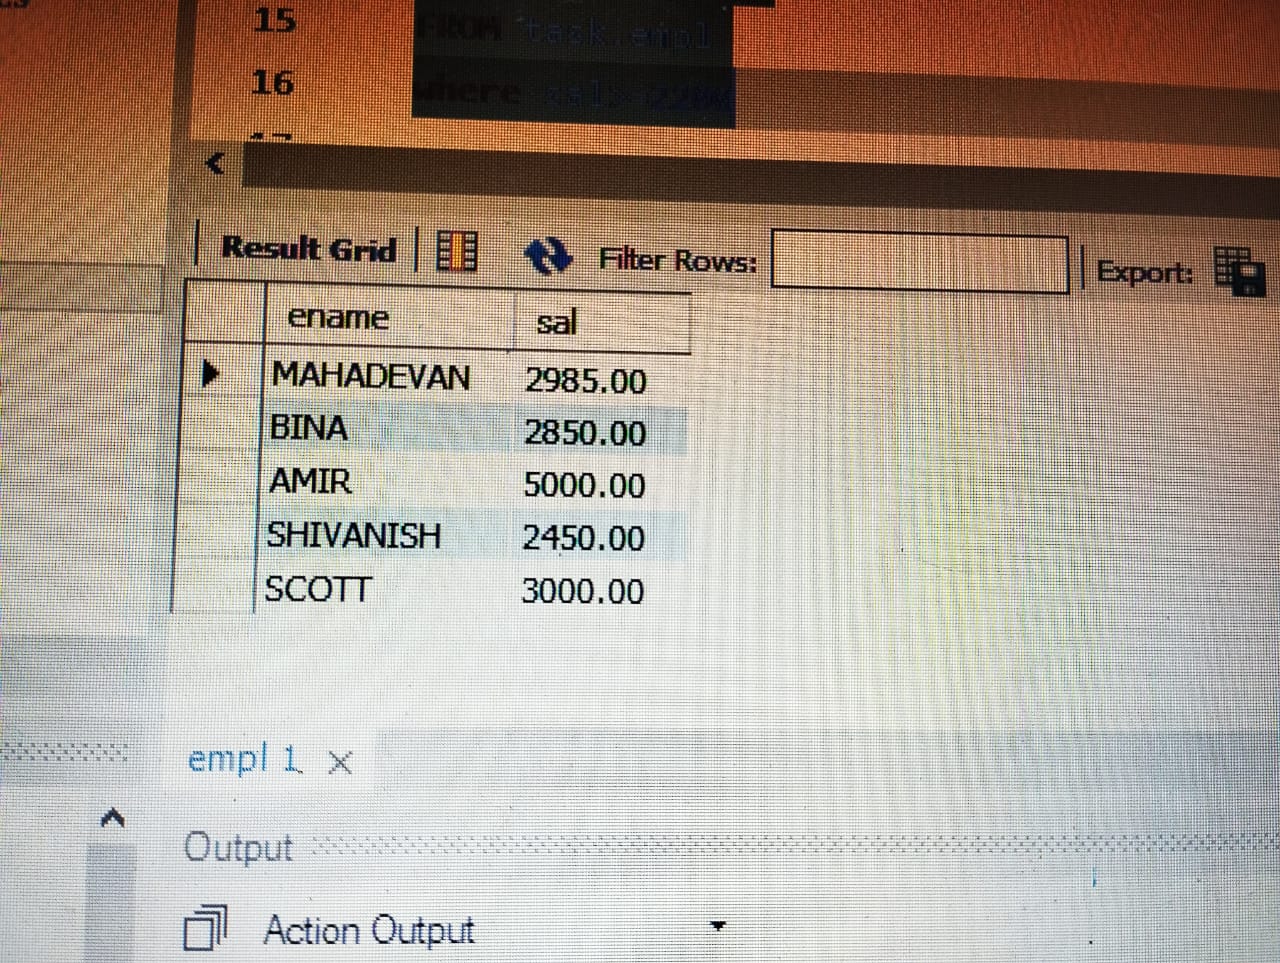 15 FROM task.empl
16 where sal>=2200
Result Grid Filter Rows: Export:
ename sal
MAHADEVAN 2985.00
BINA 2850.00
AMIR 5000.00
SHIVANISH 2450.00
SCOTT 3000.00
empl 1
Output
Action Output